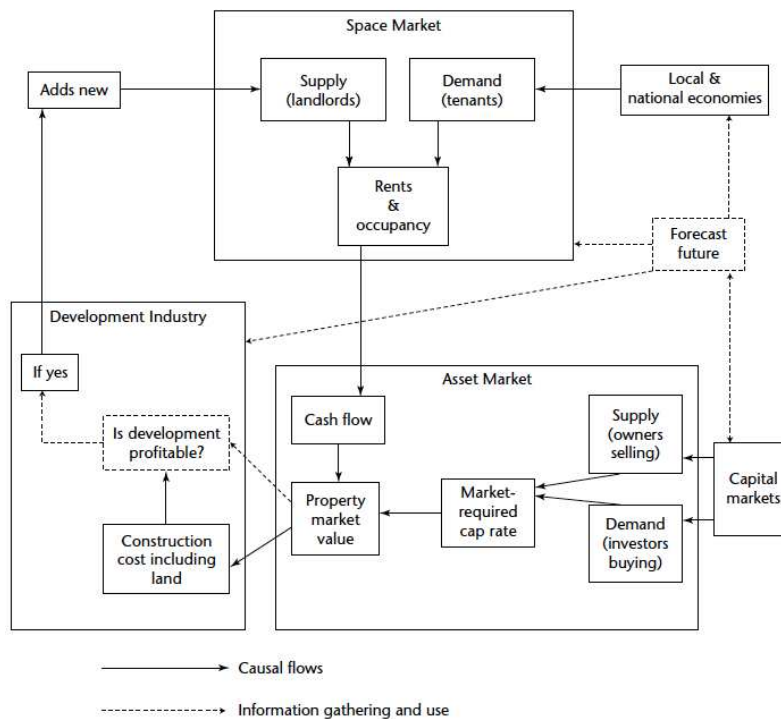 Space Market
Adds new
Supply
(landlords)
Demand
(tenants)
Local &
national economies
Rents
&
occupancy
Forecast
future
Development Industry
Asset Market
If yes
Is development
profitable?
Construction
cost including
land
Cash flow
Property
market
value
Market-
required
cap rate
Supply
(owners
selling)
Demand
(investors
buying)
Capital
markets
Causal flows
Information gathering and use